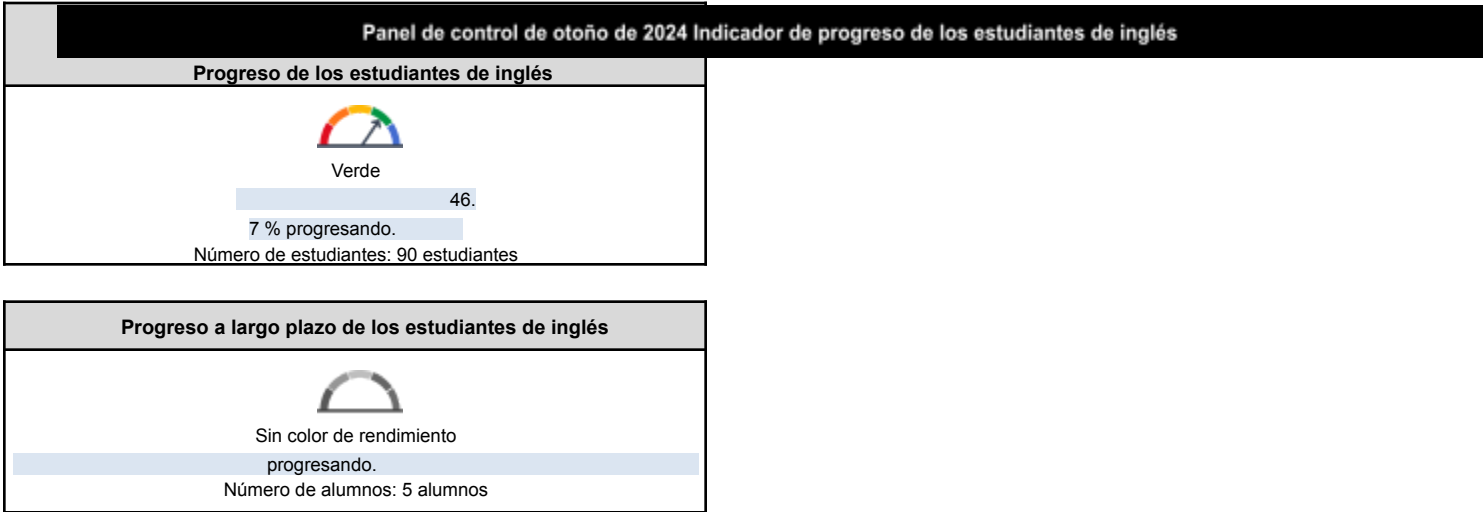 Panel de control de otoño de 2024 Indicador de progreso de los estudiantes de inglés
Progreso de los estudiantes de inglés
Verde
46.
7 % progresando.
Número de estudiantes: 90 estudiantes
Progreso a largo plazo de los estudiantes de inglés
Sin color de rendimiento
progresando.
Número de alumnos: 5 alumnos